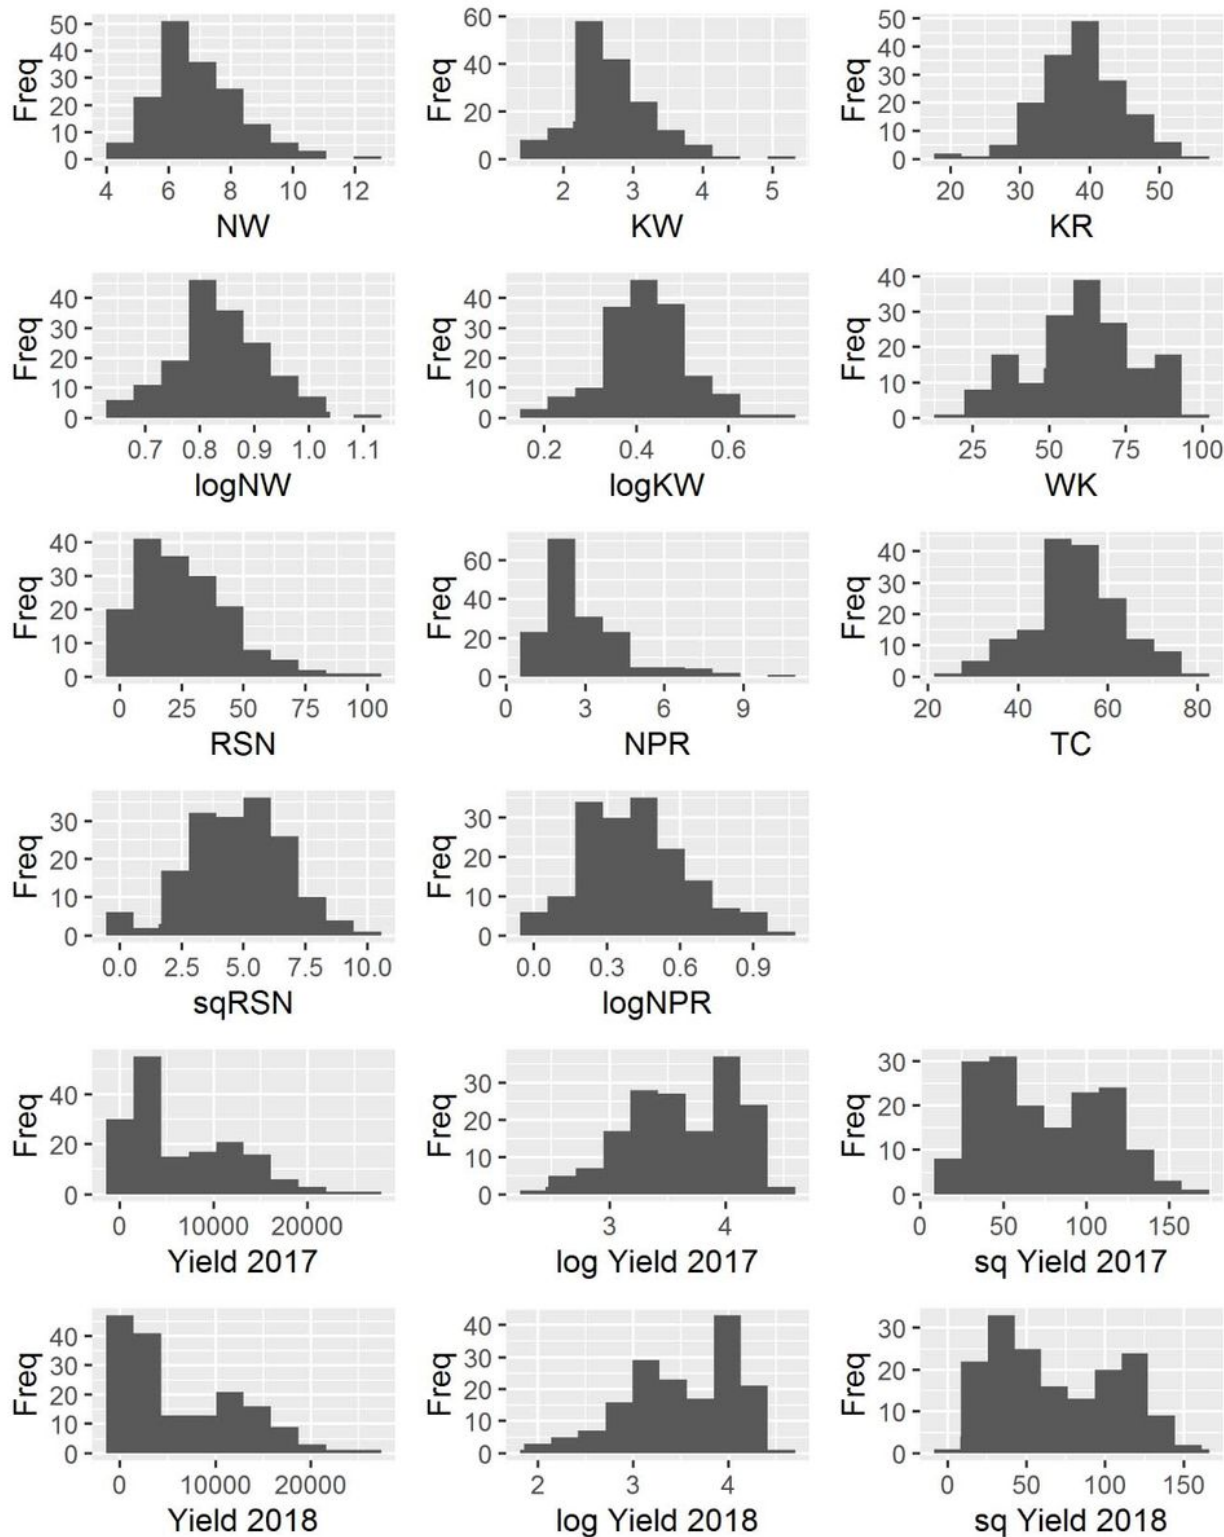 Freq 50 40 30 20 10 0
4 6 8 10 12
NW
Freq 60 40 20 0
2 3 4 5
KW
Freq 50 40 30 20 10 0
20 30 40 50
KR
Freq 40 30 20 10 0
0.7 0.8 0.9 1.0 1.1
logNW
Freq 40 30 20 10 0
0.2 0.4 0.6
logKW
Freq 40 30 20 10 0
25 50 75 100
WK
Freq 40 30 20 10 0
0 25 50 75 100
RSN
Freq 60 40 20 0
0 3 6 9
NPR
Freq 40 30 20 10 0
20 40 60 80
TC
Freq 30 20 10 0
0.0 2.5 5.0 7.5 10.0
sqRSN
Freq 30 20 10 0
0.0 0.3 0.6 0.9
logNPR
Freq 40 20 0
0 10000 20000
Yield 2017
Freq 30 20 10 0
3 4
log Yield 2017
Freq 30 20 10 0
0 50 100 150
sq Yield 2017
Freq 40 30 20 10 0
0 10000 20000
Yield 2018
Freq 40 30 20 10 0
2 3 4
log Yield 2018
Freq 30 20 10 0
0 50 100 150
sq Yield 2018